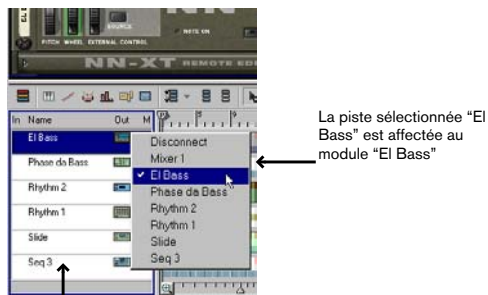 SOURCE
NOTE ON
PITCH WHEEL EXTERNAL CONTROL
NN-XT REMOTE EDI
In Name Out M
El Bass
Phase da Bass
Rhythm 2
Rhythm 1
Slide
Seq 3
Disconnect
Mixer 1
El Bass
Phase da Bass
Rhythm 2
Rhythm 1
Slide
Seq 3
La piste sélectionnée “El
Bass” est affectée au
module “El Bass”